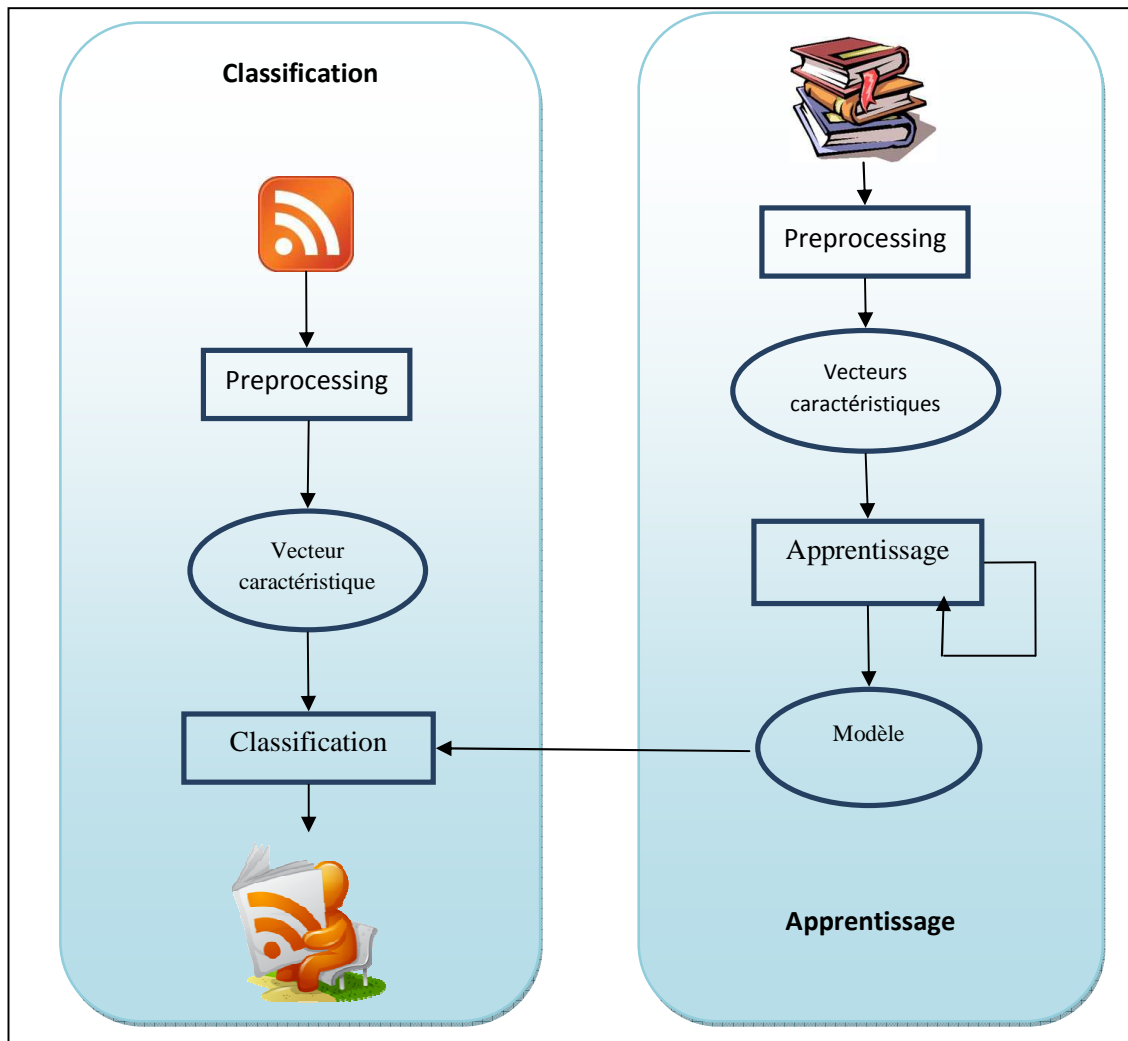 Classification
Preprocessing
Vecteur
caractéristique
Classification
Preprocessing
Vecteurs
caractéristiques
Apprentissage
Modèle
Apprentissage